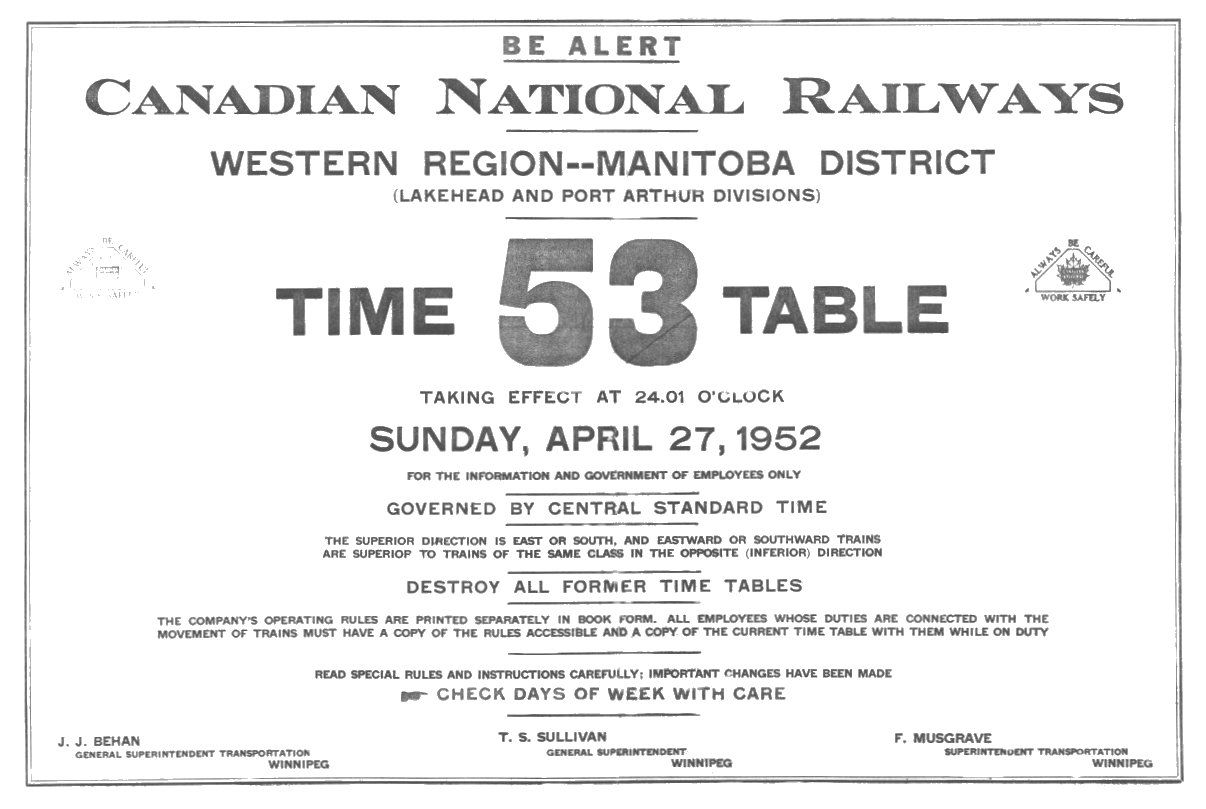 BE ALERT
CANADIAN NATIONAL RAILWAYS
WESTERN REGION--MANITOBA DISTRICT
(LAKEHEAD AND PORT ARTHUR DIVISIONS)
ALWAYS BE CAREFUL
WORK SAFELY
TIME 53 TABLE
ALWAYS BE CAREFUL
WORK SAFELY
TAKING EFFECT AT 24.01 O'CLOCK
SUNDAY, APRIL 27, 1952
FOR THE INFORMATION AND GOVERNMENT OF EMPLOYEES ONLY
GOVERNED BY CENTRAL STANDARD TIME
THE SUPERIOR DIRECTION IS EAST OR SOUTH, AND EASTWARD OR SOUTHWARD TRAINS
ARE SUPERIOR TO TRAINS OF THE SAME CLASS IN THE OPPOSITE (INFERIOR) DIRECTION
DESTROY ALL FORMER TIME TABLES
THE COMPANY'S OPERATING RULES ARE PRINTED SEPARATELY IN BOOK FORM. ALL EMPLOYEES WHOSE DUTIES ARE CONNECTED WITH THE
MOVEMENT OF TRAINS MUST HAVE A COPY OF THE RULES ACCESSIBLE AND A COPY OF THE CURRENT TIME TABLE WITH THEM WHILE ON DUTY
READ SPECIAL RULES AND INSTRUCTIONS CAREFULLY; IMPORTANT CHANGES HAVE BEEN MADE
☛ CHECK DAYS OF WEEK WITH CARE
J. J. BEHAN
GENERAL SUPERINTENDENT TRANSPORTATION
WINNIPEG
T. S. SULLIVAN
GENERAL SUPERINTENDENT
WINNIPEG
F. MUSGRAVE
SUPERINTENDENT TRANSPORTATION
WINNIPEG